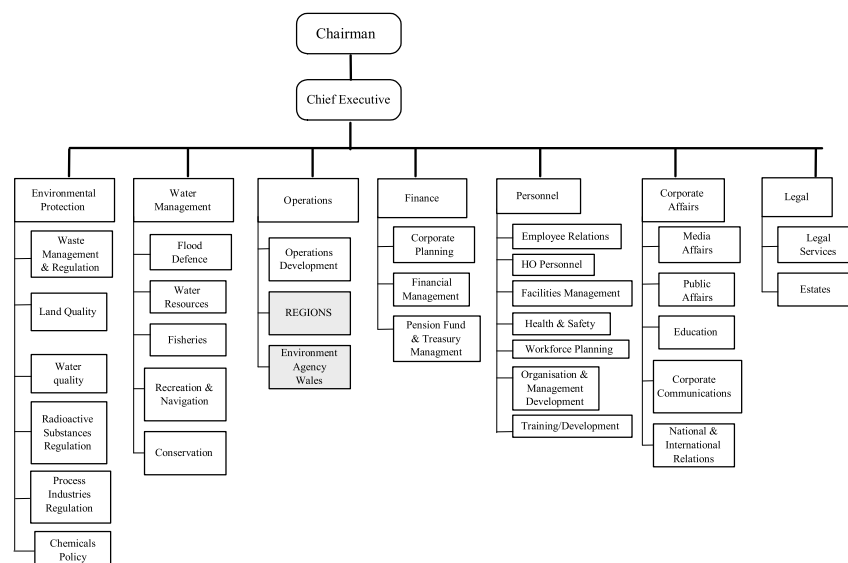 Chairman
Chief Executive
Environmental
Protection
Waste
Management
& Regulation
Land Quality
Water
quality
Radioactive
Substances
Regulation
Process
Industries
Regulation
Chemicals
Policy
Water
Management
Flood
Defence
Water
Resources
Fisheries
Recreation &
Navigation
Conservation
Operations
Operations
Development
REGIONS
Environment
Agency
Wales
Finance
Corporate
Planning
Financial
Management
Pension Fund
& Treasury
Managment
Personnel
Employee Relations
HO Personnel
Facilities Management
Health & Safety
Workforce Planning
Organisation &
Management
Development
Training/Development
Corporate
Affairs
Media
Affairs
Public
Affairs
Education
Corporate
Communications
National &
International
Relations
Legal
Legal
Services
Estates